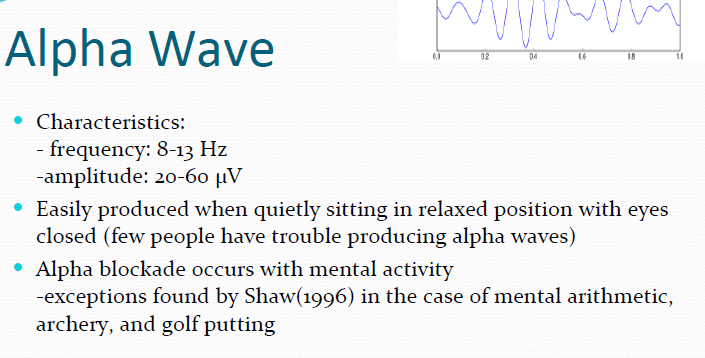 Alpha Wave
0.0 0.2 0.4 0.6 0.8 1.0
Characteristics:
- frequency: 8-13 Hz
-amplitude: 20-60 µV
Easily produced when quietly sitting in relaxed position with eyes
closed (few people have trouble producing alpha waves)
Alpha blockade occurs with mental activity
-exceptions found by Shaw(1996) in the case of mental arithmetic,
archery, and golf putting